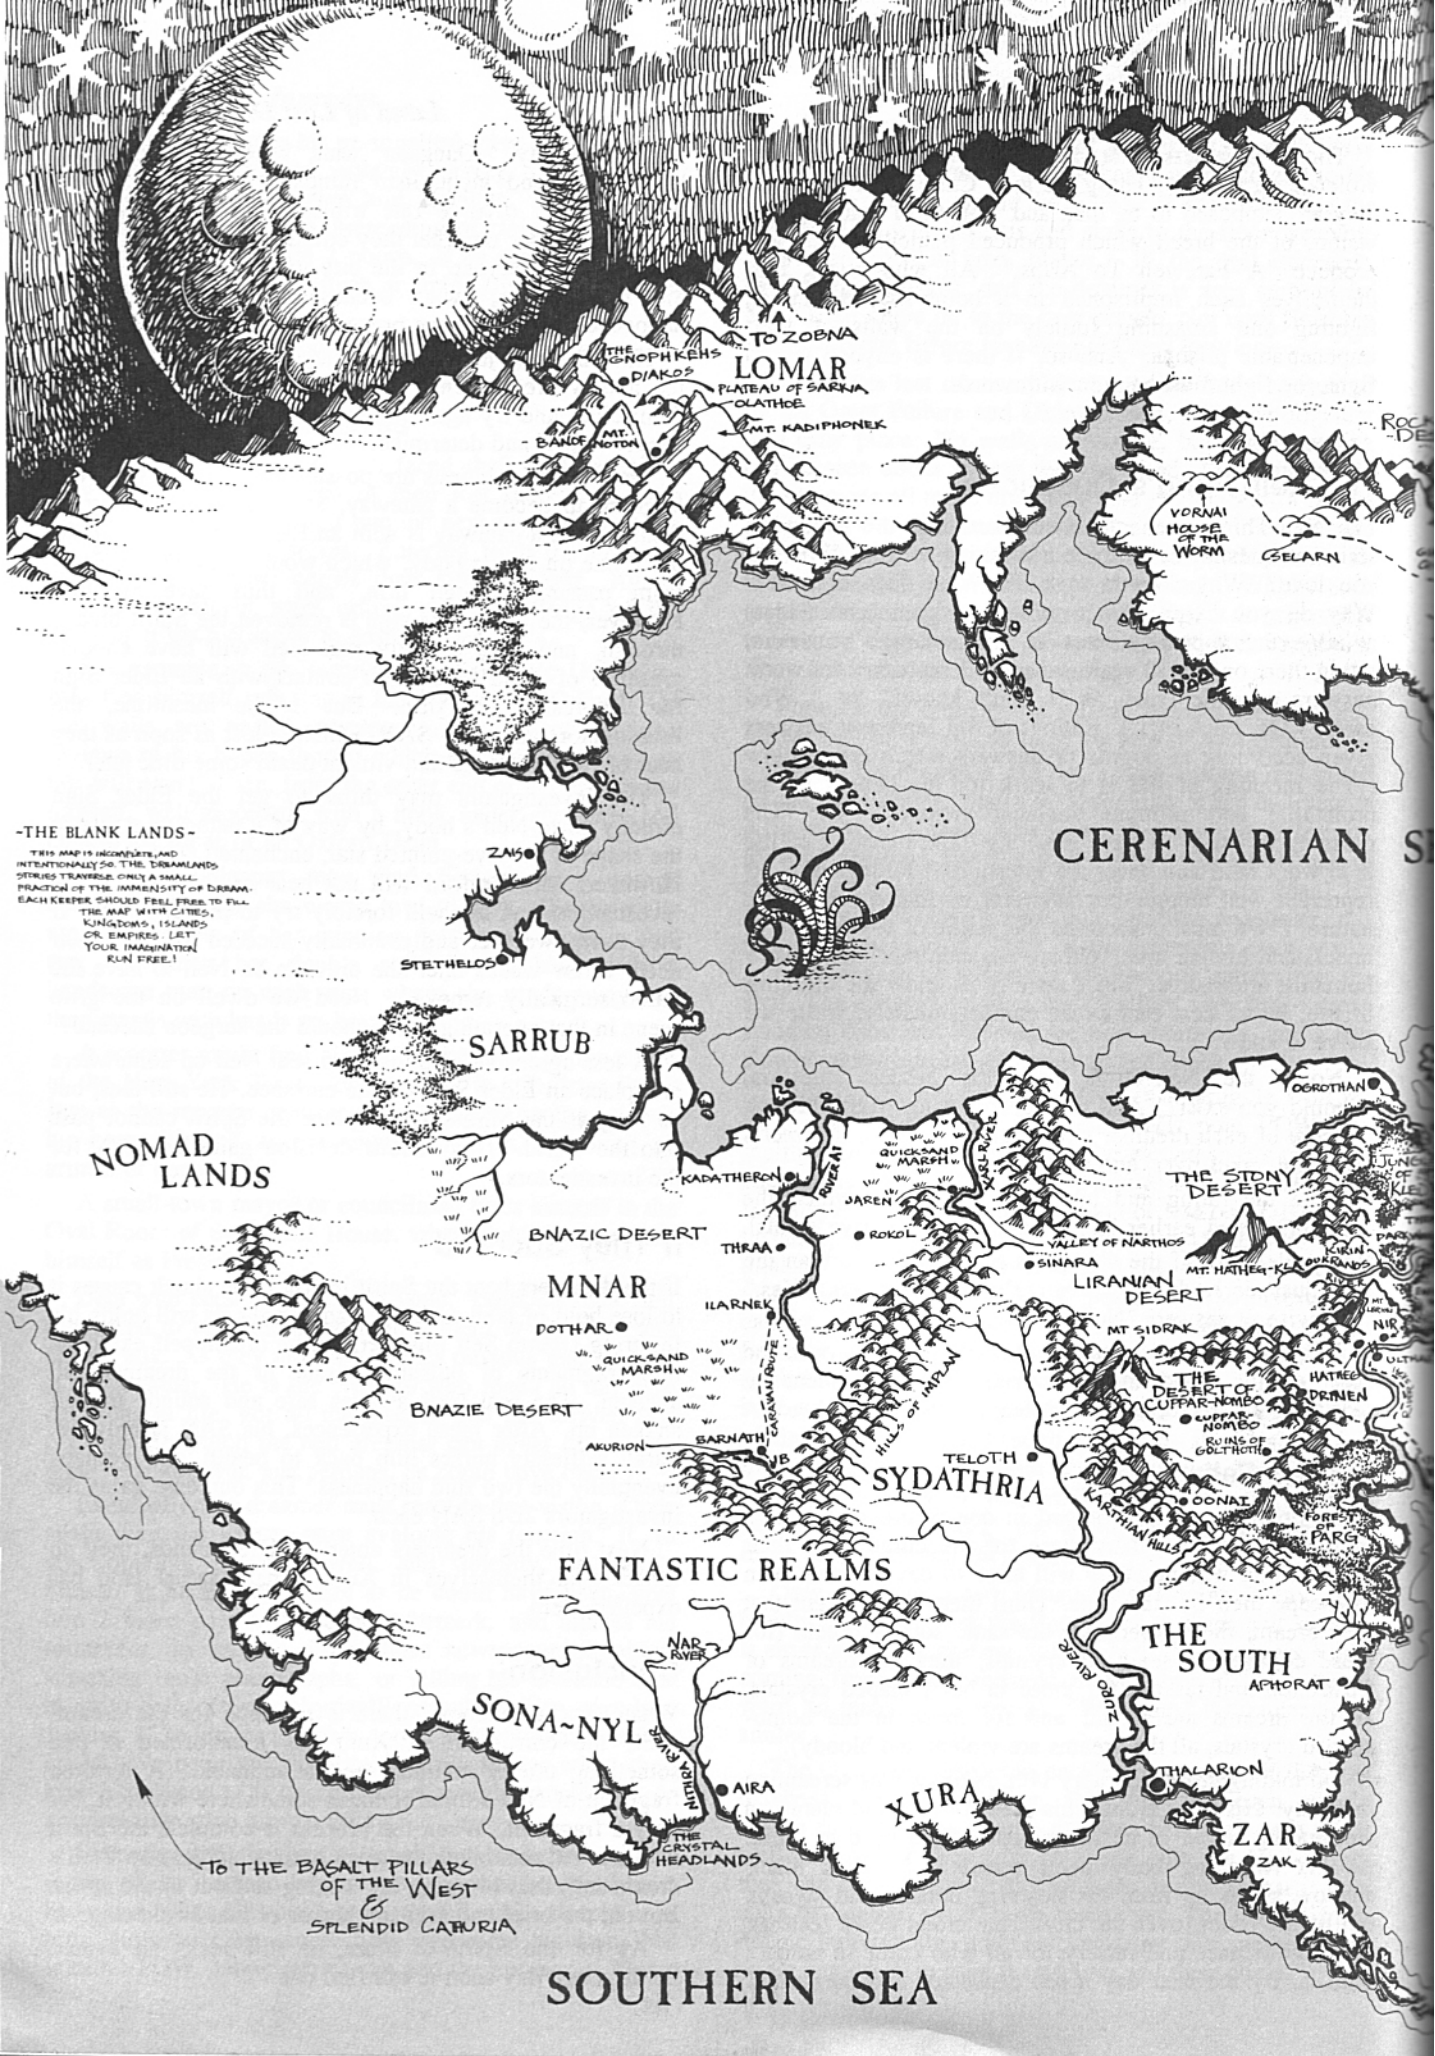 TO ZOBNA
THE
GNOPHKEHS
DIAKOS
LOMAR
PLATEAU OF SARKIA
OLATHOE
MT. KADIPHONEK
BANOF
MT.
NOTON
VORNAI
HOUSE
OF THE
WORM
CSELARN
-THE BLANK LANDS-
THIS MAP IS INCOMPLETE, AND
INTENTIONALLY SO. THE DREAMLANDS
STORIES TRAVERSE ONLY A SMALL
FRACTION OF THE IMMENSITY OF DREAM.
EACH KEEPER SHOULD FEEL FREE TO FILL
THE MAP WITH CITIES,
KINGDOMS, ISLANDS
OR EMPIRES. LET
YOUR IMAGINATION
RUN FREE!
CERENARIAN
ZAIS
STETHELOS
SARRUB
OGROTHAN
NOMAD
LANDS
KADATHERON
RIVER AI
QUICKSAND
MARSH
KARL RIVER
JAREN
THE STONY
DESERT
BNAZIC DESERT
THRAA
ROKOL
VALLEY OF NARTHOS
SINARA
MT. HATHEG-KLA
KIRIN
OUKRANOS
RIVER
MNAR
LIRANIAN
DESERT
ILARNEK
DOTHAR
MT SIDRAK
NIR
QUICKSAND
MARSH
CARAVAN ROUTE
HILLS OF IMPLAN
THE
DESERT OF
CUPPAR-NOMBO
HATHEG
DRINEN
BNAZIE DESERT
CUPPAR-
NOMBO
AKURION
SARNATH
IB
RUINS OF
GOLTHOTH
TELOTH
SYDATHRIA
OONAI
KARTHIAN HILLS
FOREST
OF
PARG
FANTASTIC REALMS
NAR
RIVER
THE
SOUTH
ZURO RIVER
APHORAT
SONA-NYL
NITHRA RIVER
AIRA
XURA
THALARION
THE
CRYSTAL
HEADLANDS
ZAR
ZAK
TO THE BASALT PILLARS
OF THE WEST
&
SPLENDID CATHURIA
SOUTHERN SEA